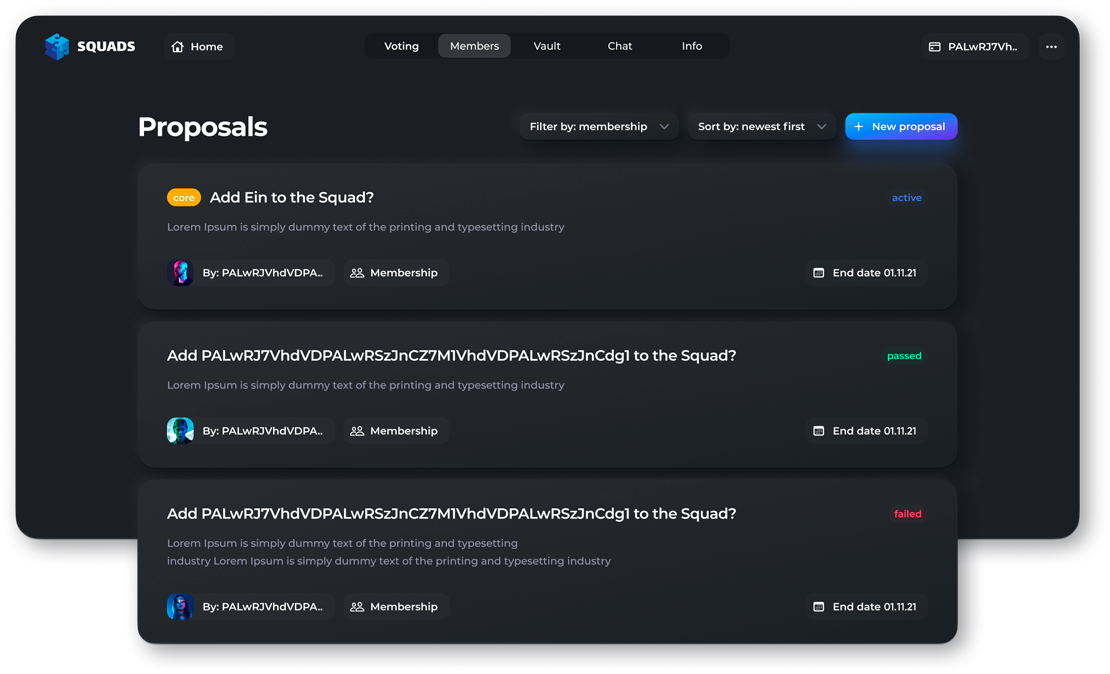 SQUADS Home Voting Members Vault Chat Info PALwRJ7Vh.. ...
Proposals Filter by: membership Sort by: newest first + New proposal
core Add Ein to the Squad? active
Lorem Ipsum is simply dummy text of the printing and typesetting industry
By: PALwRJVhdVDPA.. Membership End date 01.11.21
Add PALwRJ7VhdVDPALwRSzJnCZ7M1VhdVDPALwRSzJnCdg1 to the Squad? passed
Lorem Ipsum is simply dummy text of the printing and typesetting industry
By: PALwRJVhdVDPA.. Membership End date 01.11.21
Add PALwRJ7VhdVDPALwRSzJnCZ7M1VhdVDPALwRSzJnCdg1 to the Squad? failed
Lorem Ipsum is simply dummy text of the printing and typesetting
industry Lorem Ipsum is simply dummy text of the printing and typesetting industry
By: PALwRJVhdVDPA.. Membership End date 01.11.21